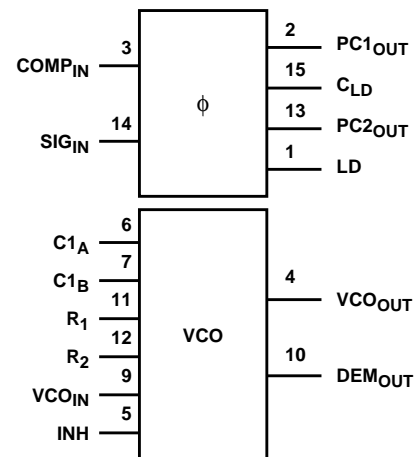 3 2
COMP_IN PC1_OUT
15
C_LD
ϕ
14 13
SIG_IN PC2_OUT
1
LD
6
C1_A
7
C1_B 4
11 VCO_OUT
R_1
12 VCO
R_2 10
9 DEM_OUT
VCO_IN
5
INH